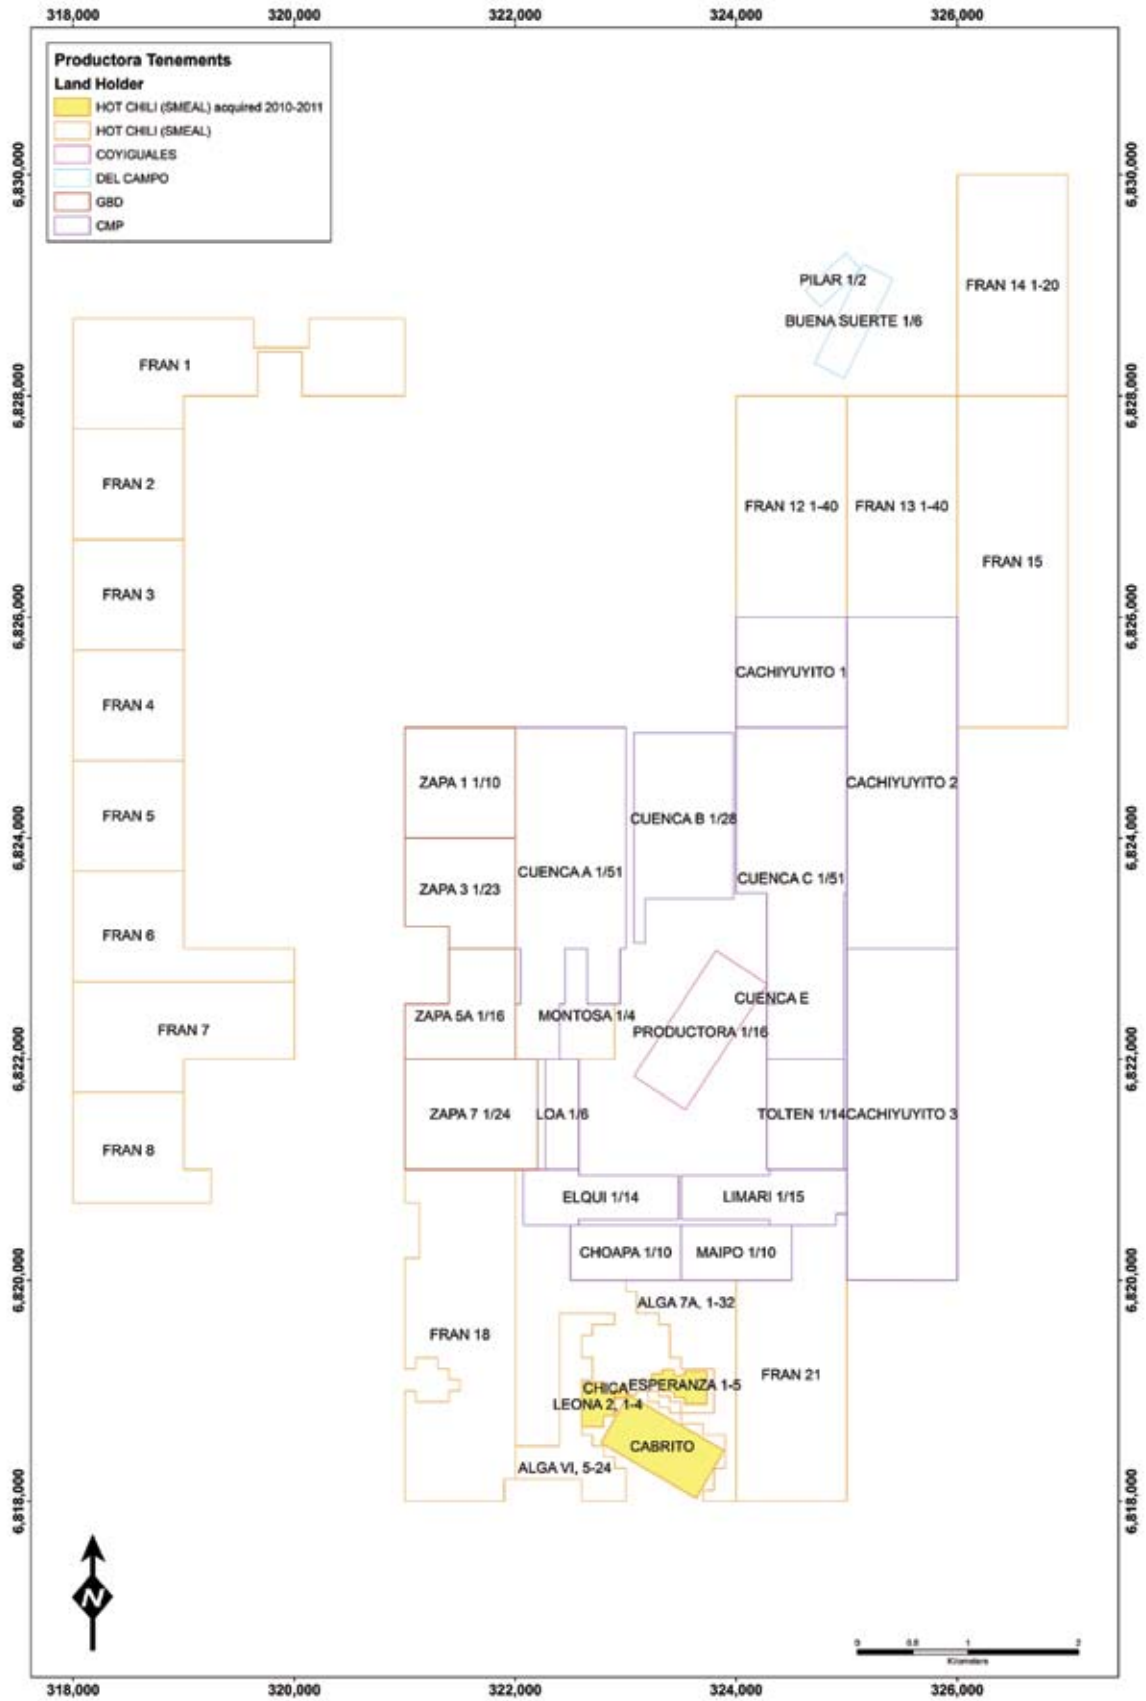 318,000 320,000 322,000 324,000 326,000
Productora Tenements
Land Holder
HOT CHILI (SMEAL) acquired 2010-2011
HOT CHILI (SMEAL)
COYIGUALES
DEL CAMPO
GBD
CMP
6,830,000 6,830,000
PILAR 1/2
FRAN 14 1-20
BUENA SUERTE 1/6
FRAN 1
6,828,000 6,828,000
FRAN 2
FRAN 12 1-40 FRAN 13 1-40
FRAN 15
FRAN 3
6,826,000 6,826,000
CACHIYUYITO 1
FRAN 4
ZAPA 1 1/10
CACHIYUYITO 2
FRAN 5
CUENCA B 1/28
6,824,000 6,824,000
CUENCA A 1/51
CUENCA C 1/51
ZAPA 3 1/23
FRAN 6
CUENCA E
ZAPA 5A 1/16
MONTOSA 1/4
FRAN 7
PRODUCTORA 1/16
6,822,000 6,822,000
ZAPA 7 1/24
LOA 1/6
TOLTEN 1/14
CACHIYUYITO 3
FRAN 8
ELQUI 1/14
LIMARI 1/15
CHOAPA 1/10
MAIPO 1/10
6,820,000 6,820,000
ALGA 7A, 1-32
FRAN 18
FRAN 21
ESPERANZA 1-5
CHICA
LEONA 2, 1-4
CABRITO
ALGA VI, 5-24
6,818,000 6,818,000
N
0 0.5 1 2
Kilometers
318,000 320,000 322,000 324,000 326,000